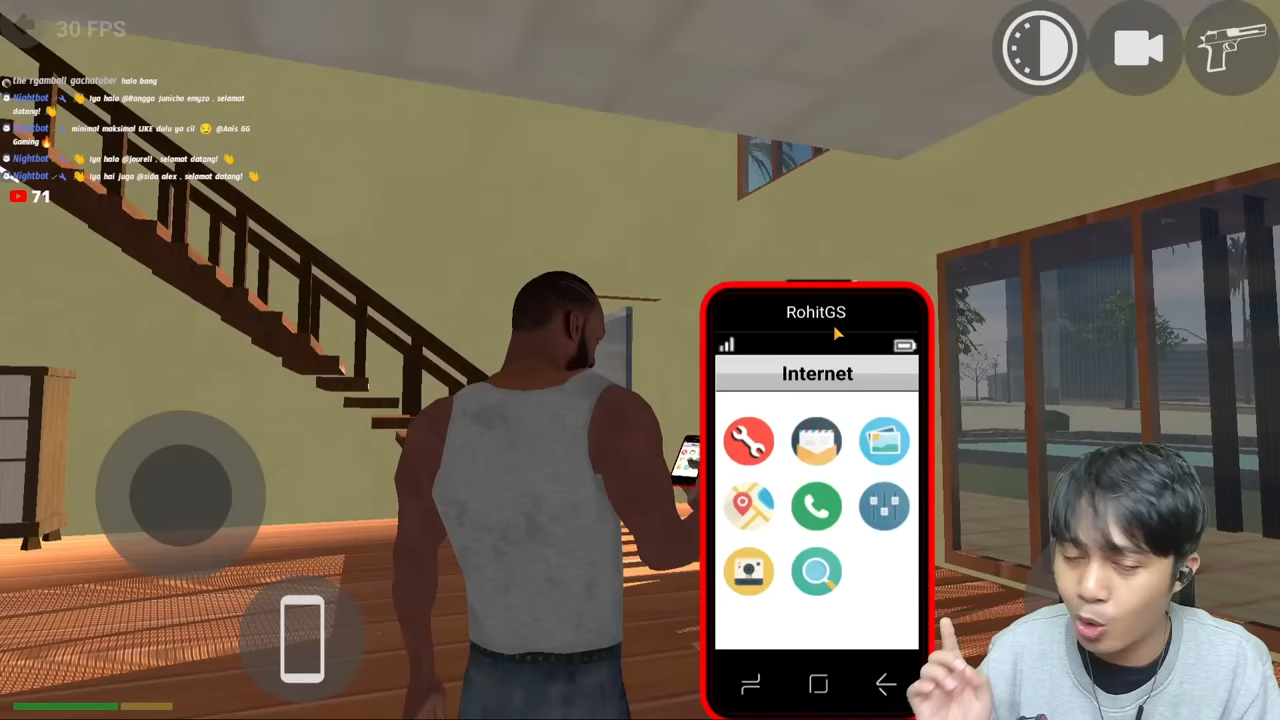 30 FPS
the rgamball gachatuber halo bang
Nightbot Iya halo @Rangga junicho emyzo , selamat
datang! 👋
Nightbot minimal maksimal LIKE dulu ya cil 😏 @Anis GG
Gaming 🔥
Nightbot 👋 Iya halo @jourell , selamat datang! 👋
Nightbot 👋 Iya hai juga @sida alex , selamat datang! 👋
71
RohitGS
Internet